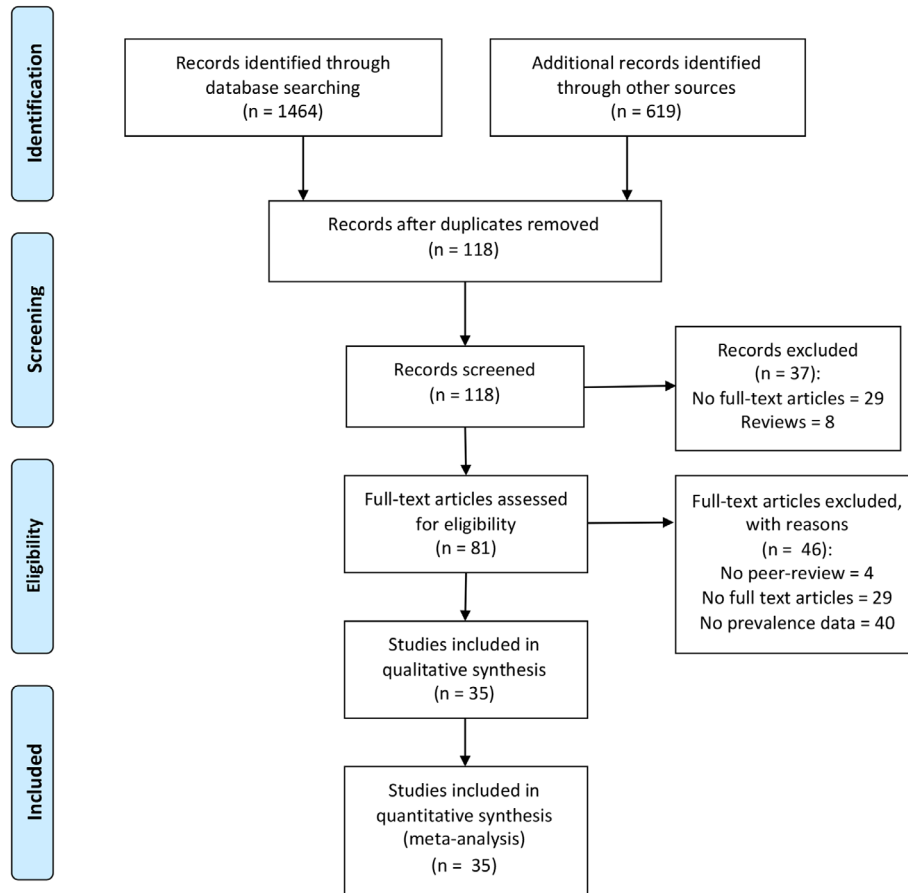 Identification
Records identified through
database searching
(n = 1464)
Additional records identified
through other sources
(n = 619)
Records after duplicates removed
(n = 118)
Screening
Records screened
(n = 118)
Records excluded
(n = 37):
No full-text articles = 29
Reviews = 8
Eligibility
Full-text articles assessed
for eligibility
(n = 81)
Full-text articles excluded,
with reasons
(n = 46):
No peer-review = 4
No full text articles = 29
No prevalence data = 40
Studies included in
qualitative synthesis
(n = 35)
Included
Studies included in
quantitative synthesis
(meta-analysis)
(n = 35)